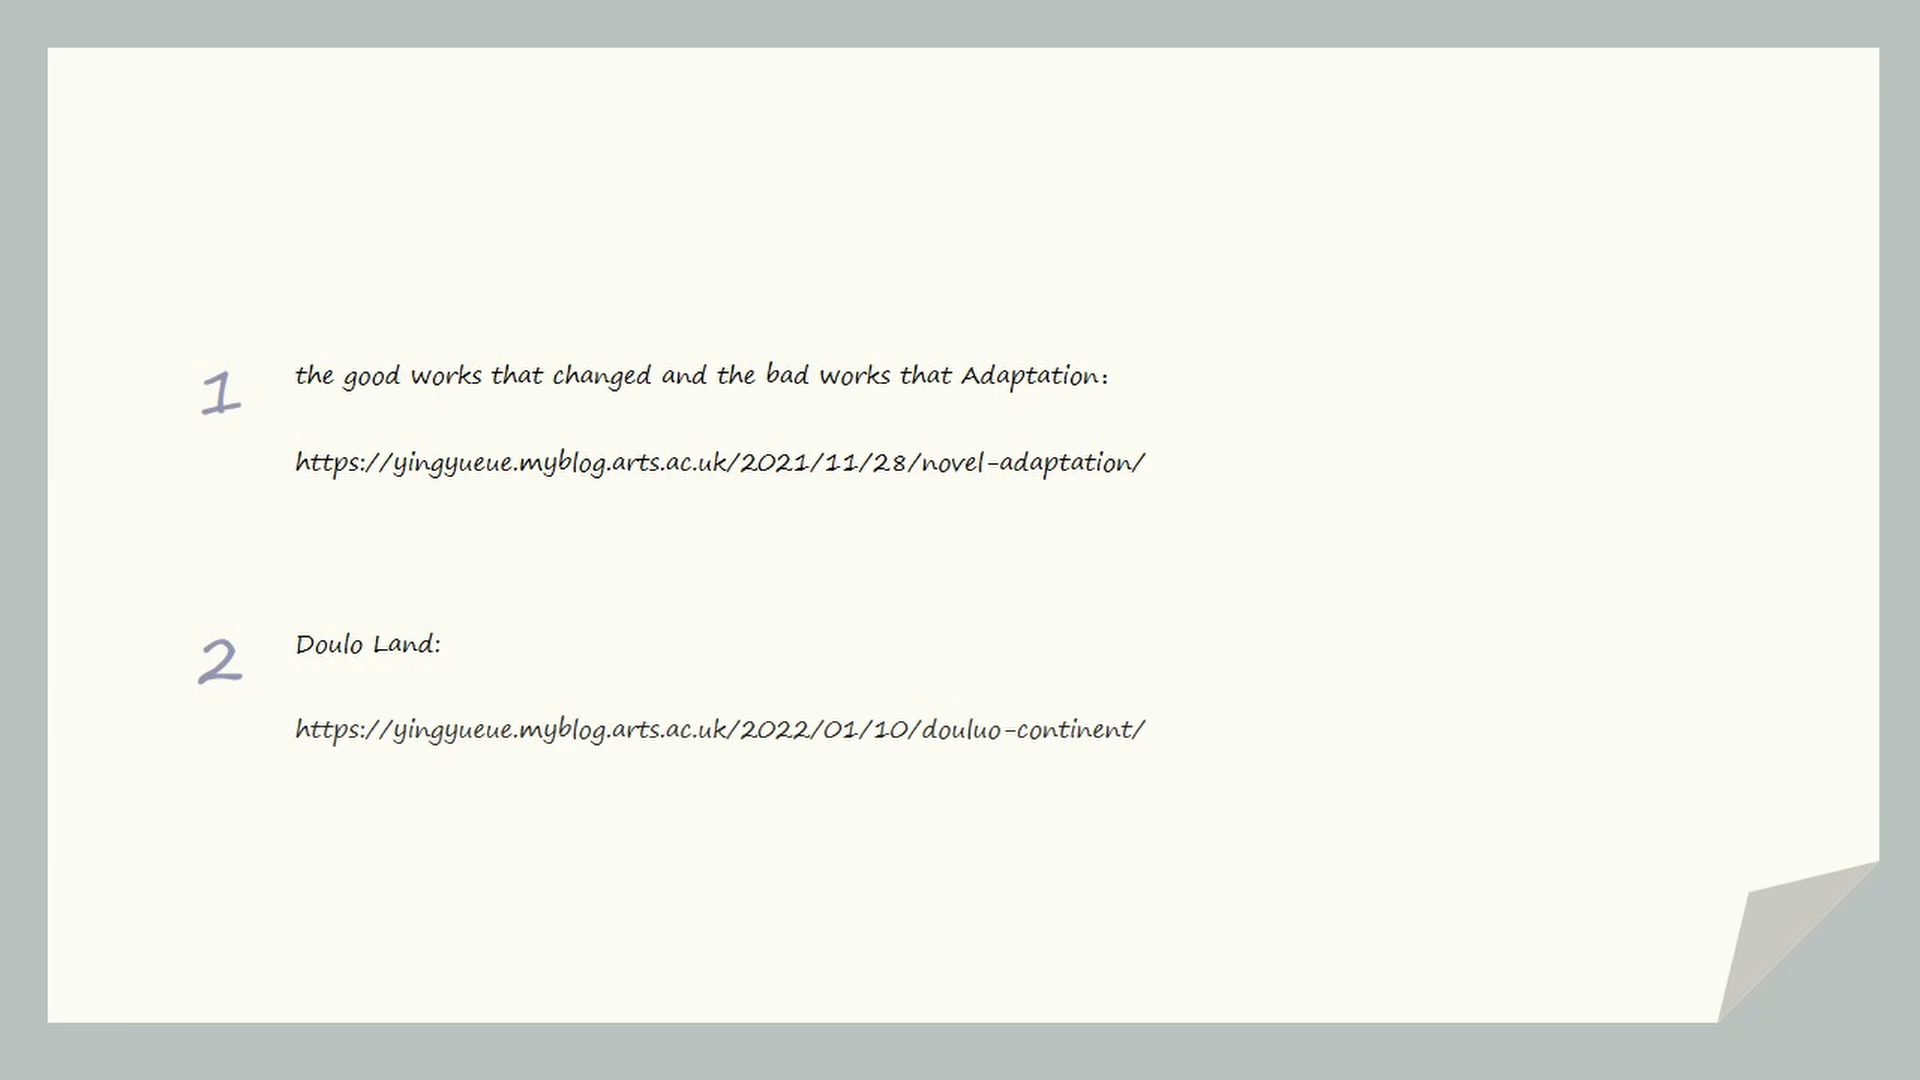 1
the good works that changed and the bad works that Adaptation:
https://yingyueue.myblog.arts.ac.uk/2021/11/28/novel-adaptation/
2
Doulo Land:
https://yingyueue.myblog.arts.ac.uk/2022/01/10/douluo-continent/